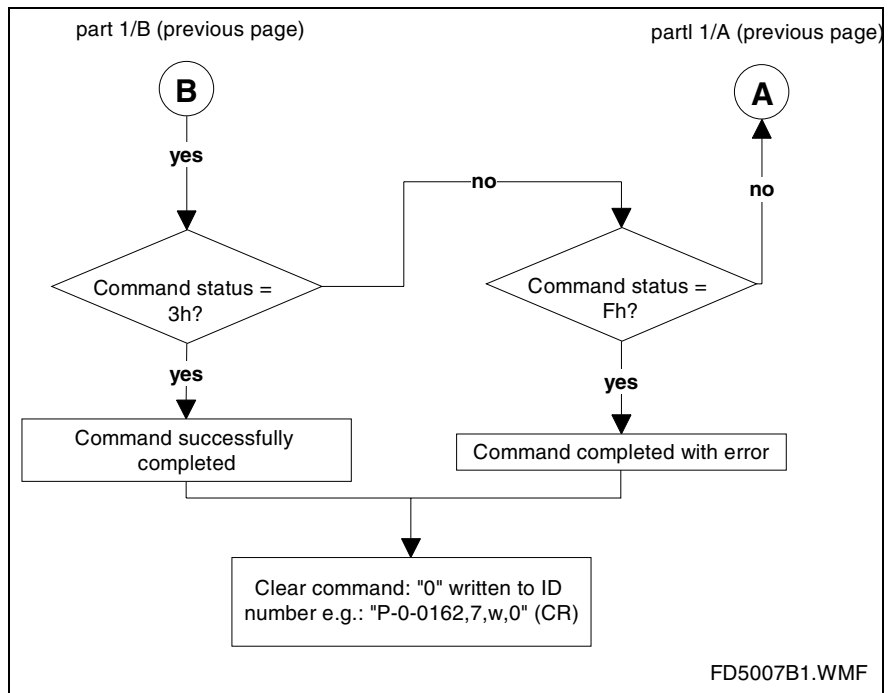 part 1/B (previous page)
partl 1/A (previous page)
B
A
yes
no
no
Command status =
3h?
Command status =
Fh?
yes
yes
Command successfully
completed
Command completed with error
Clear command: "0" written to ID
number e.g.: "P-0-0162,7,w,0" (CR)
FD5007B1.WMF